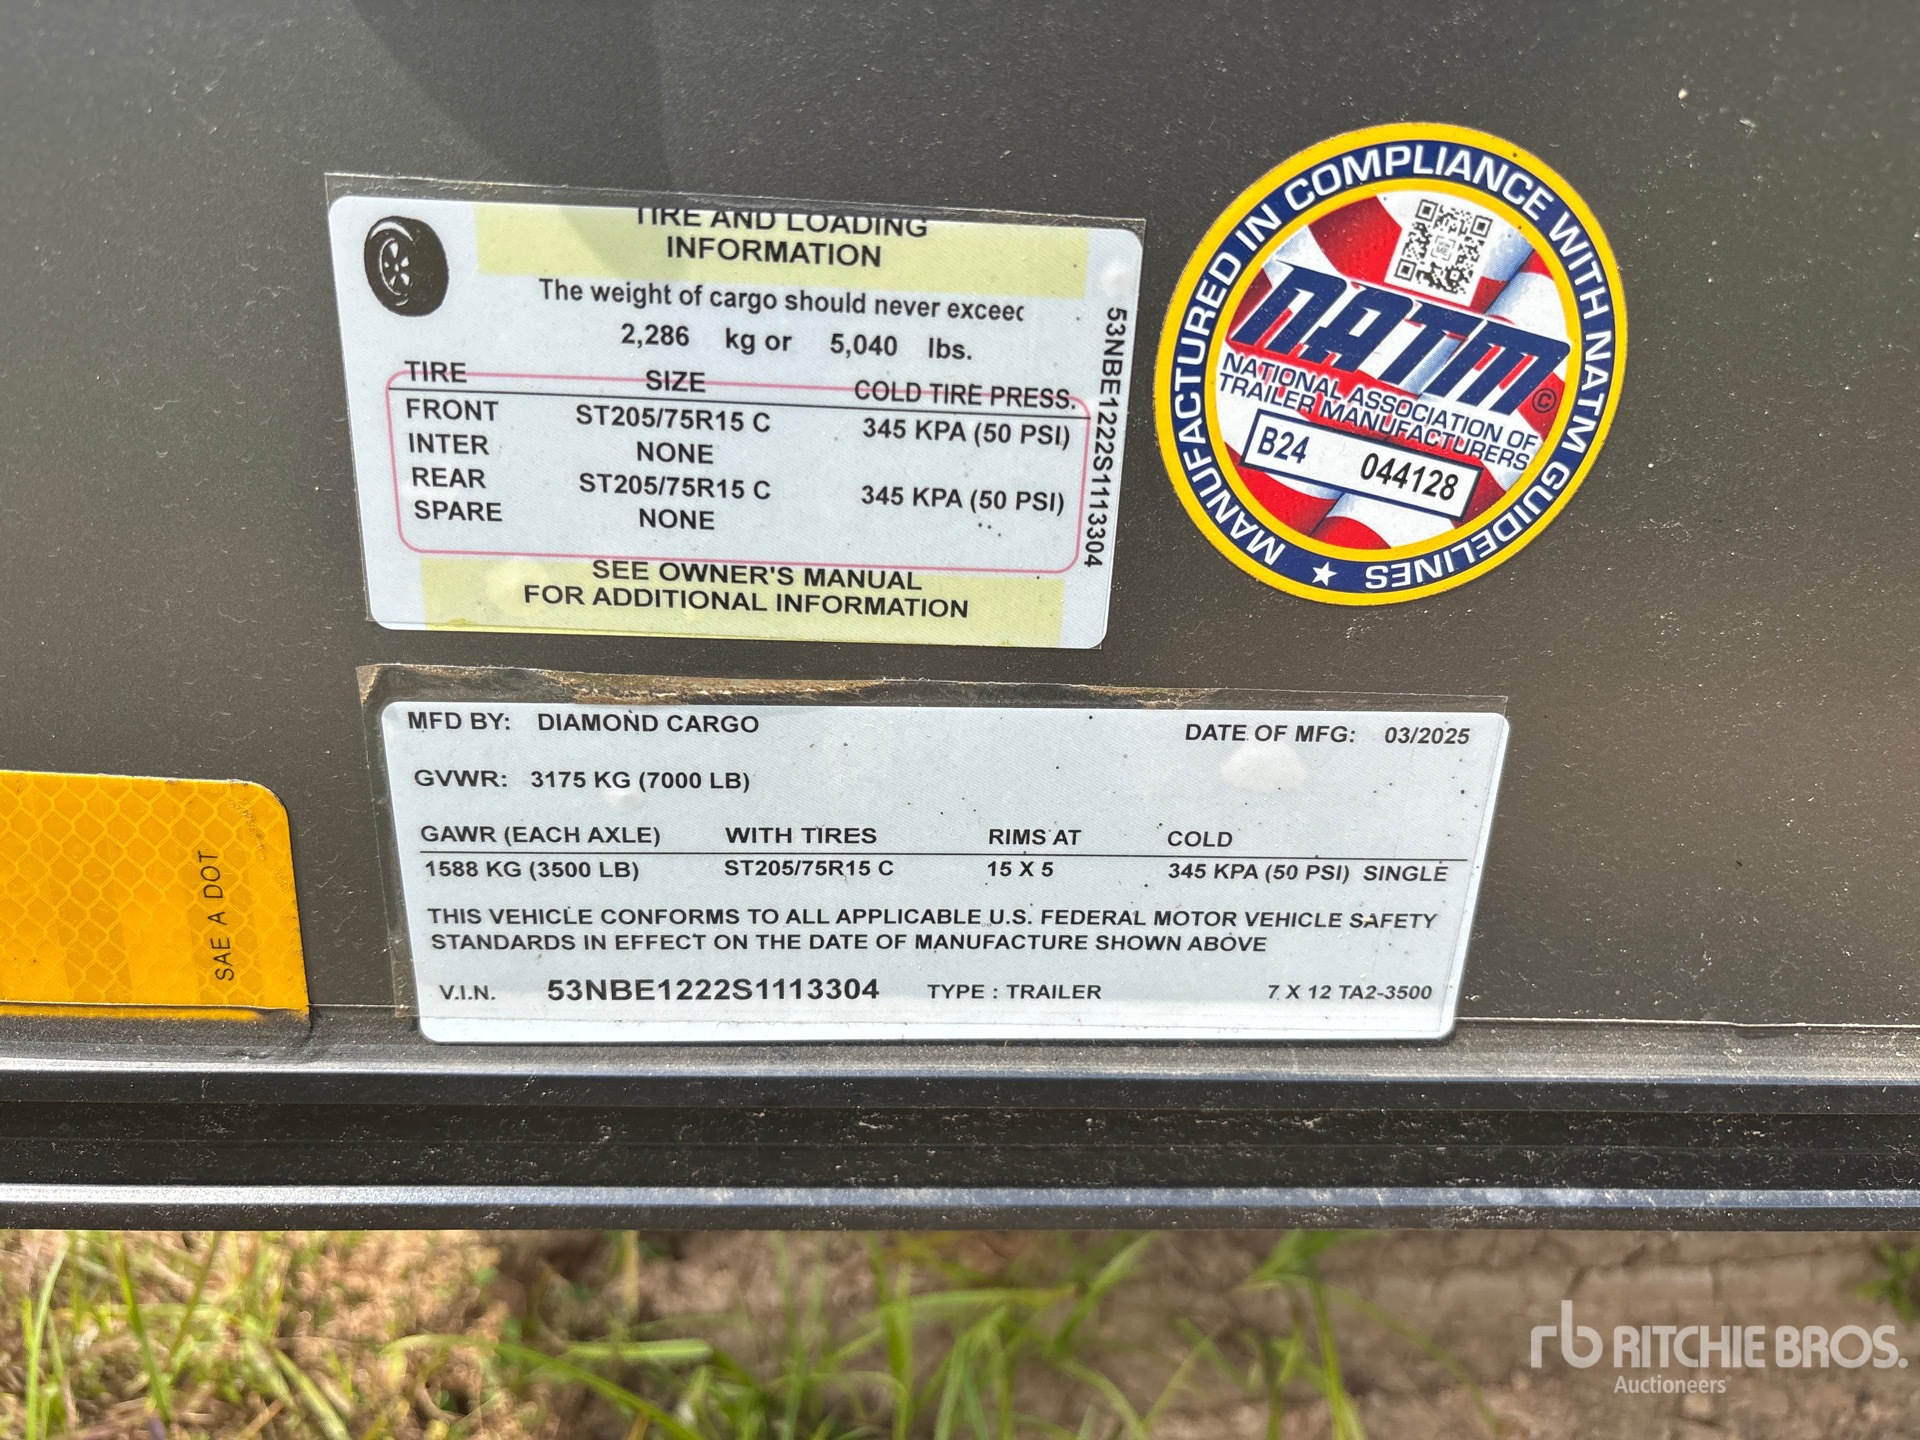 TIRE AND LOADING
INFORMATION
The weight of cargo should never exceed
2,286 kg or 5,040 lbs.
TIRE SIZE COLD TIRE PRESS.
FRONT ST205/75R15 C 345 KPA (50 PSI)
INTER NONE
REAR ST205/75R15 C 345 KPA (50 PSI)
SPARE NONE
SEE OWNER'S MANUAL
FOR ADDITIONAL INFORMATION
53NBE1222S1113304
MANUFACTURED IN COMPLIANCE WITH NATM GUIDELINES
NATM ©
NATIONAL ASSOCIATION OF
TRAILER MANUFACTURERS
B24 044128
MFD BY: DIAMOND CARGO DATE OF MFG: 03/2025
GVWR: 3175 KG (7000 LB)
GAWR (EACH AXLE) WITH TIRES RIMS AT COLD
1588 KG (3500 LB) ST205/75R15 C 15 X 5 345 KPA (50 PSI) SINGLE
THIS VEHICLE CONFORMS TO ALL APPLICABLE U.S. FEDERAL MOTOR VEHICLE SAFETY
STANDARDS IN EFFECT ON THE DATE OF MANUFACTURE SHOWN ABOVE
V.I.N. 53NBE1222S1113304 TYPE : TRAILER 7 X 12 TA2-3500
SAE A DOT
rb RITCHIE BROS.
Auctioneers